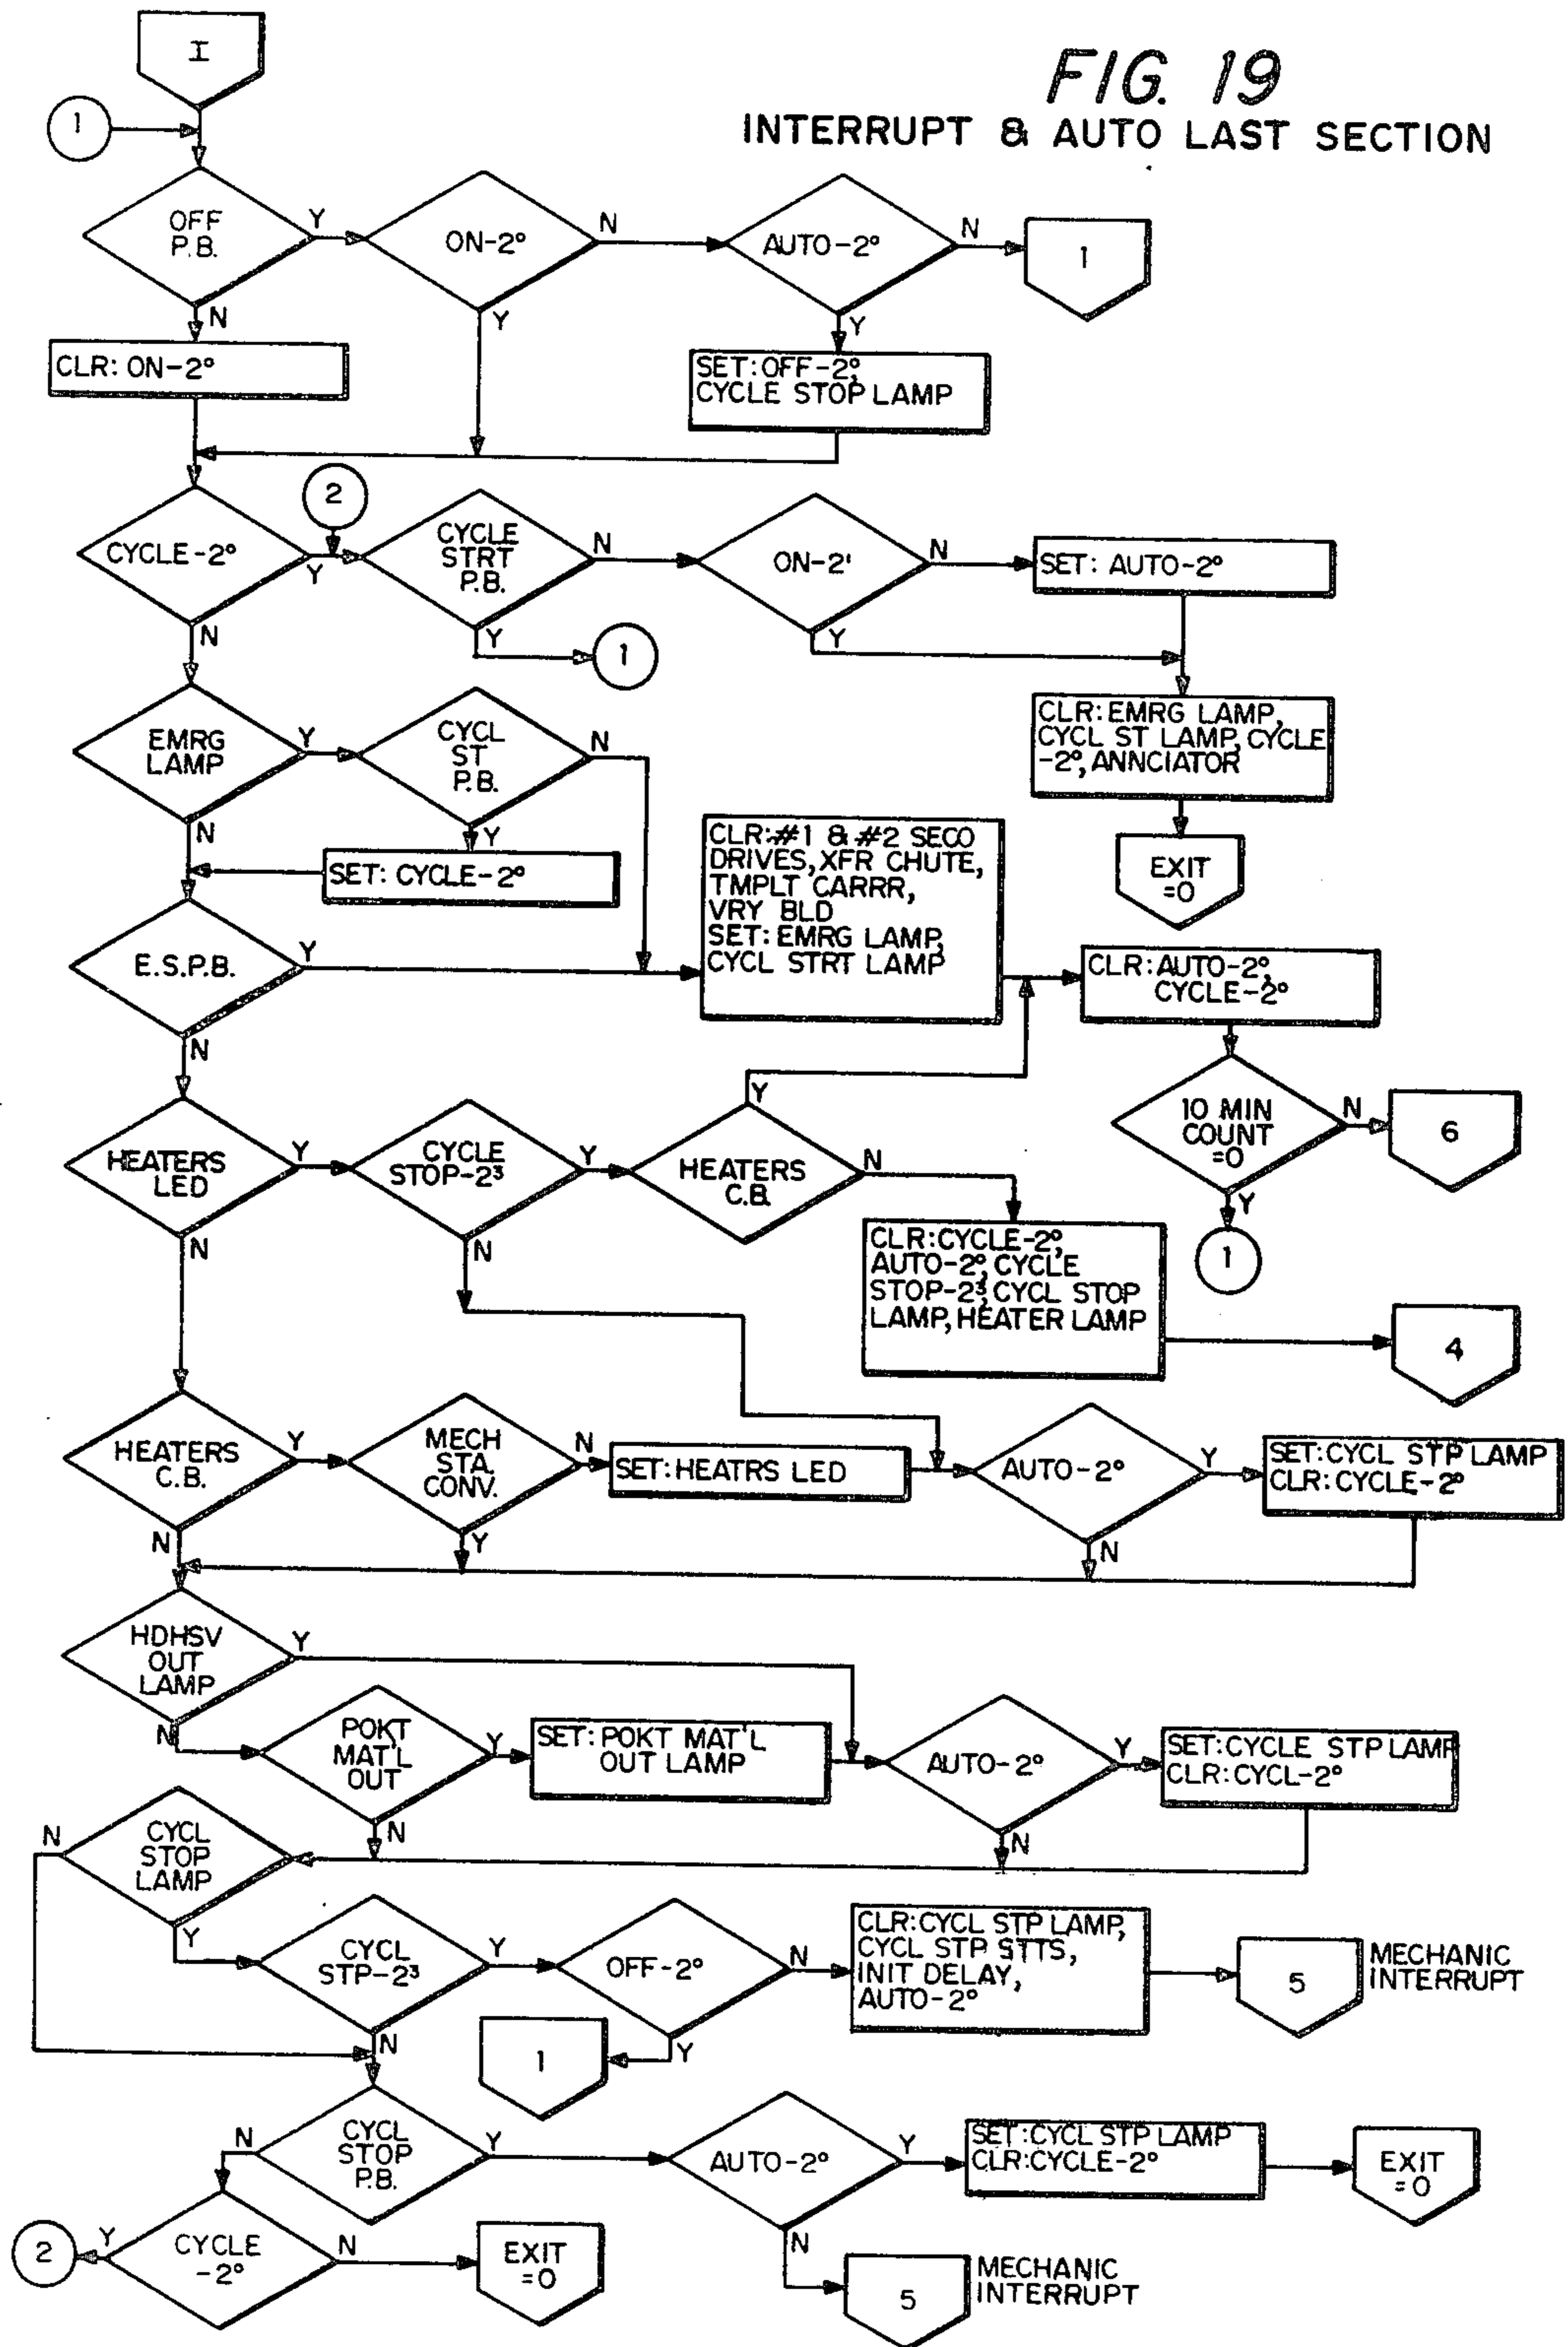 FIG. 19
INTERRUPT & AUTO LAST SECTION
I
1
OFF
P.B.
Y
N
ON-2°
N
Y
AUTO-2°
N
Y
1
CLR: ON-2°
SET: OFF-2°,
CYCLE STOP LAMP
2
CYCLE-2°
Y
N
CYCLE
STRT
P.B.
N
Y
1
ON-2'
N
Y
SET: AUTO-2°
CLR: EMRG LAMP,
CYCL ST LAMP, CYCLE
-2°, ANNCIATOR
EXIT
=0
EMRG
LAMP
Y
N
CYCL
ST
P.B.
N
Y
SET: CYCLE-2°
CLR: #1 & #2 SECO
DRIVES, XFR CHUTE,
TMPLT CARRR,
VRY BLD
SET: EMRG LAMP,
CYCL STRT LAMP
E.S.P.B.
Y
N
CLR: AUTO-2°,
CYCLE-2°
10 MIN
COUNT
=0
N
Y
6
1
HEATERS
LED
Y
N
CYCLE
STOP-2³
Y
N
HEATERS
C.B.
Y
N
CLR: CYCLE-2°,
AUTO-2°, CYCLE
STOP-2³, CYCL STOP
LAMP, HEATER LAMP
4
HEATERS
C.B.
Y
N
MECH
STA.
CONV.
N
Y
SET: HEATRS LED
AUTO-2°
Y
N
SET: CYCL STP LAMP
CLR: CYCLE-2°
HDHSV
OUT
LAMP
Y
N
POKT
MAT'L
OUT
Y
N
SET: POKT MAT'L
OUT LAMP
AUTO-2°
Y
N
SET: CYCLE STP LAMP
CLR: CYCL-2°
CYCL
STOP
LAMP
N
Y
CYCL
STP-2³
Y
N
OFF-2°
N
Y
1
CLR: CYCL STP LAMP,
CYCL STP STTS,
INIT DELAY,
AUTO-2°
5
MECHANIC
INTERRUPT
CYCL
STOP
P.B.
N
Y
AUTO-2°
Y
N
SET: CYCL STP LAMP
CLR: CYCLE-2°
EXIT
=0
2
CYCLE
-2°
Y
N
EXIT
=0
5
MECHANIC
INTERRUPT